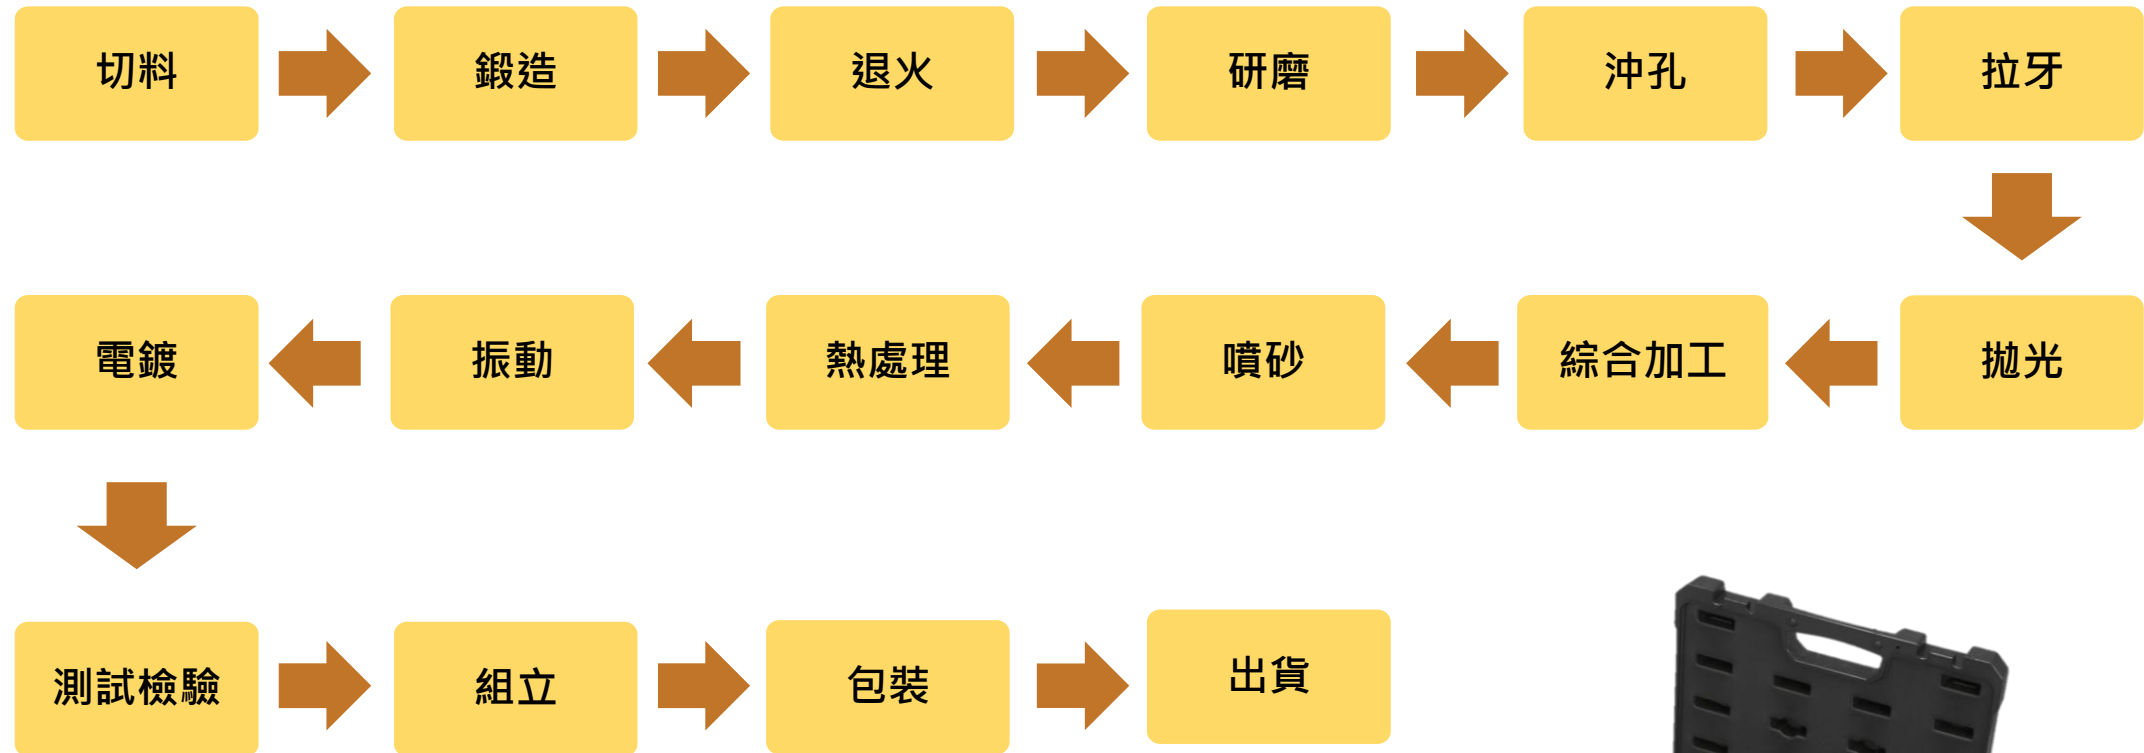 切料
鍛造
退火
研磨
沖孔
拉牙
拋光
綜合加工
噴砂
熱處理
振動
電鍍
測試檢驗
組立
包裝
出貨